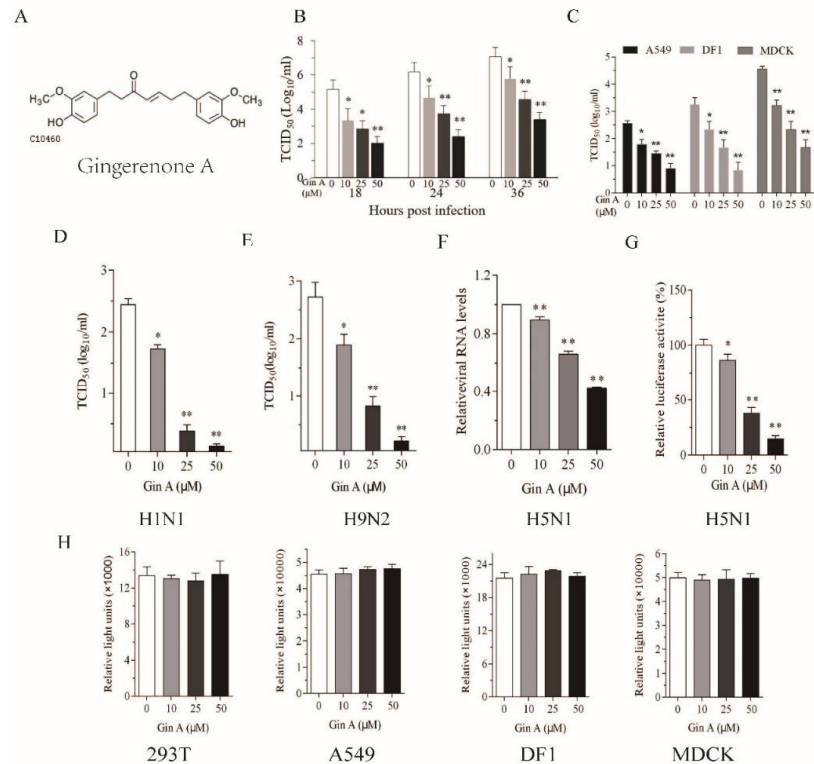 A
O
H₃CO
OCH₃
OH
OH
C10460
Gingerenone A
B
TCID₅₀ (Log₁₀/ml)
8
6
4
2
0
* * **
* ** **
* ** **
Gin A 0 10 25 50 0 10 25 50 0 10 25 50
(μM) 18 24 36
Hours post infection
C
A549 DF1 MDCK
TCID₅₀ (log₁₀/ml)
5
4
3
2
1
0
* ** **
* ** **
** ** **
Gin A 0 10 25 50 0 10 25 50 0 10 25 50
(μM)
D
TCID₅₀ (log₁₀/ml)
3
2
1
* ** **
0 10 25 50
Gin A (μM)
H1N1
E
TCID₅₀(log₁₀/ml)
3
2
1
* ** **
0 10 25 50
Gin A (μM)
H9N2
F
Relativeviral RNA levels
1.2
0.8
0.4
0.0
** ** **
0 10 25 50
Gin A (μM)
H5N1
G
Relative luciferase activite (%)
150
100
50
0
* ** **
0 10 25 50
Gin A (μM)
H5N1
H
Relative light units (×1000)
16
12
8
4
0
0 10 25 50
Gin A (μM)
293T
Relative light units (×10000)
5
4
3
2
1
0
0 10 25 50
Gin A (μM)
A549
Relative light units (×1000)
24
18
12
6
0
0 10 25 50
Gin A (μM)
DF1
Relative light units (×10000)
6
5
4
3
2
1
0
0 10 25 50
Gin A (μM)
MDCK